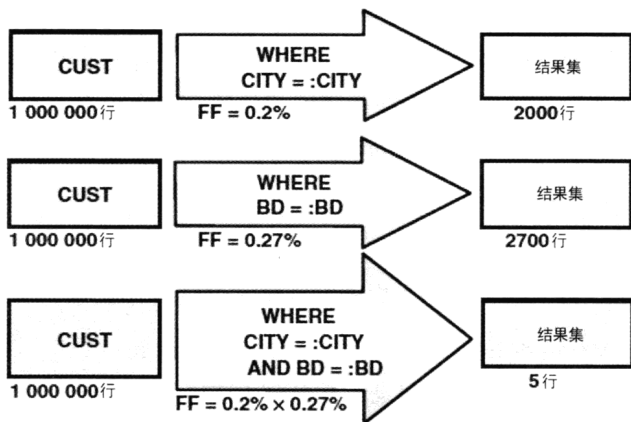 CUST
WHERE
CITY = :CITY
结果集
1 000 000行
FF = 0.2%
2000行
CUST
WHERE
BD = :BD
结果集
1 000 000行
FF = 0.27%
2700行
CUST
WHERE
CITY = :CITY
AND BD = :BD
结果集
1 000 000行
FF = 0.2% × 0.27%
5行